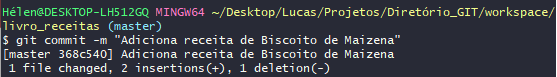 Hélen@DESKTOP-LH512GQ MINGW64 ~/Desktop/Lucas/Projetos/Diretório_GIT/workspace/
livro_receitas (master)
$ git commit -m "Adiciona receita de Biscoito de Maizena"
[master 368c540] Adiciona receita de Biscoito de Maizena
 1 file changed, 2 insertions(+), 1 deletion(-)